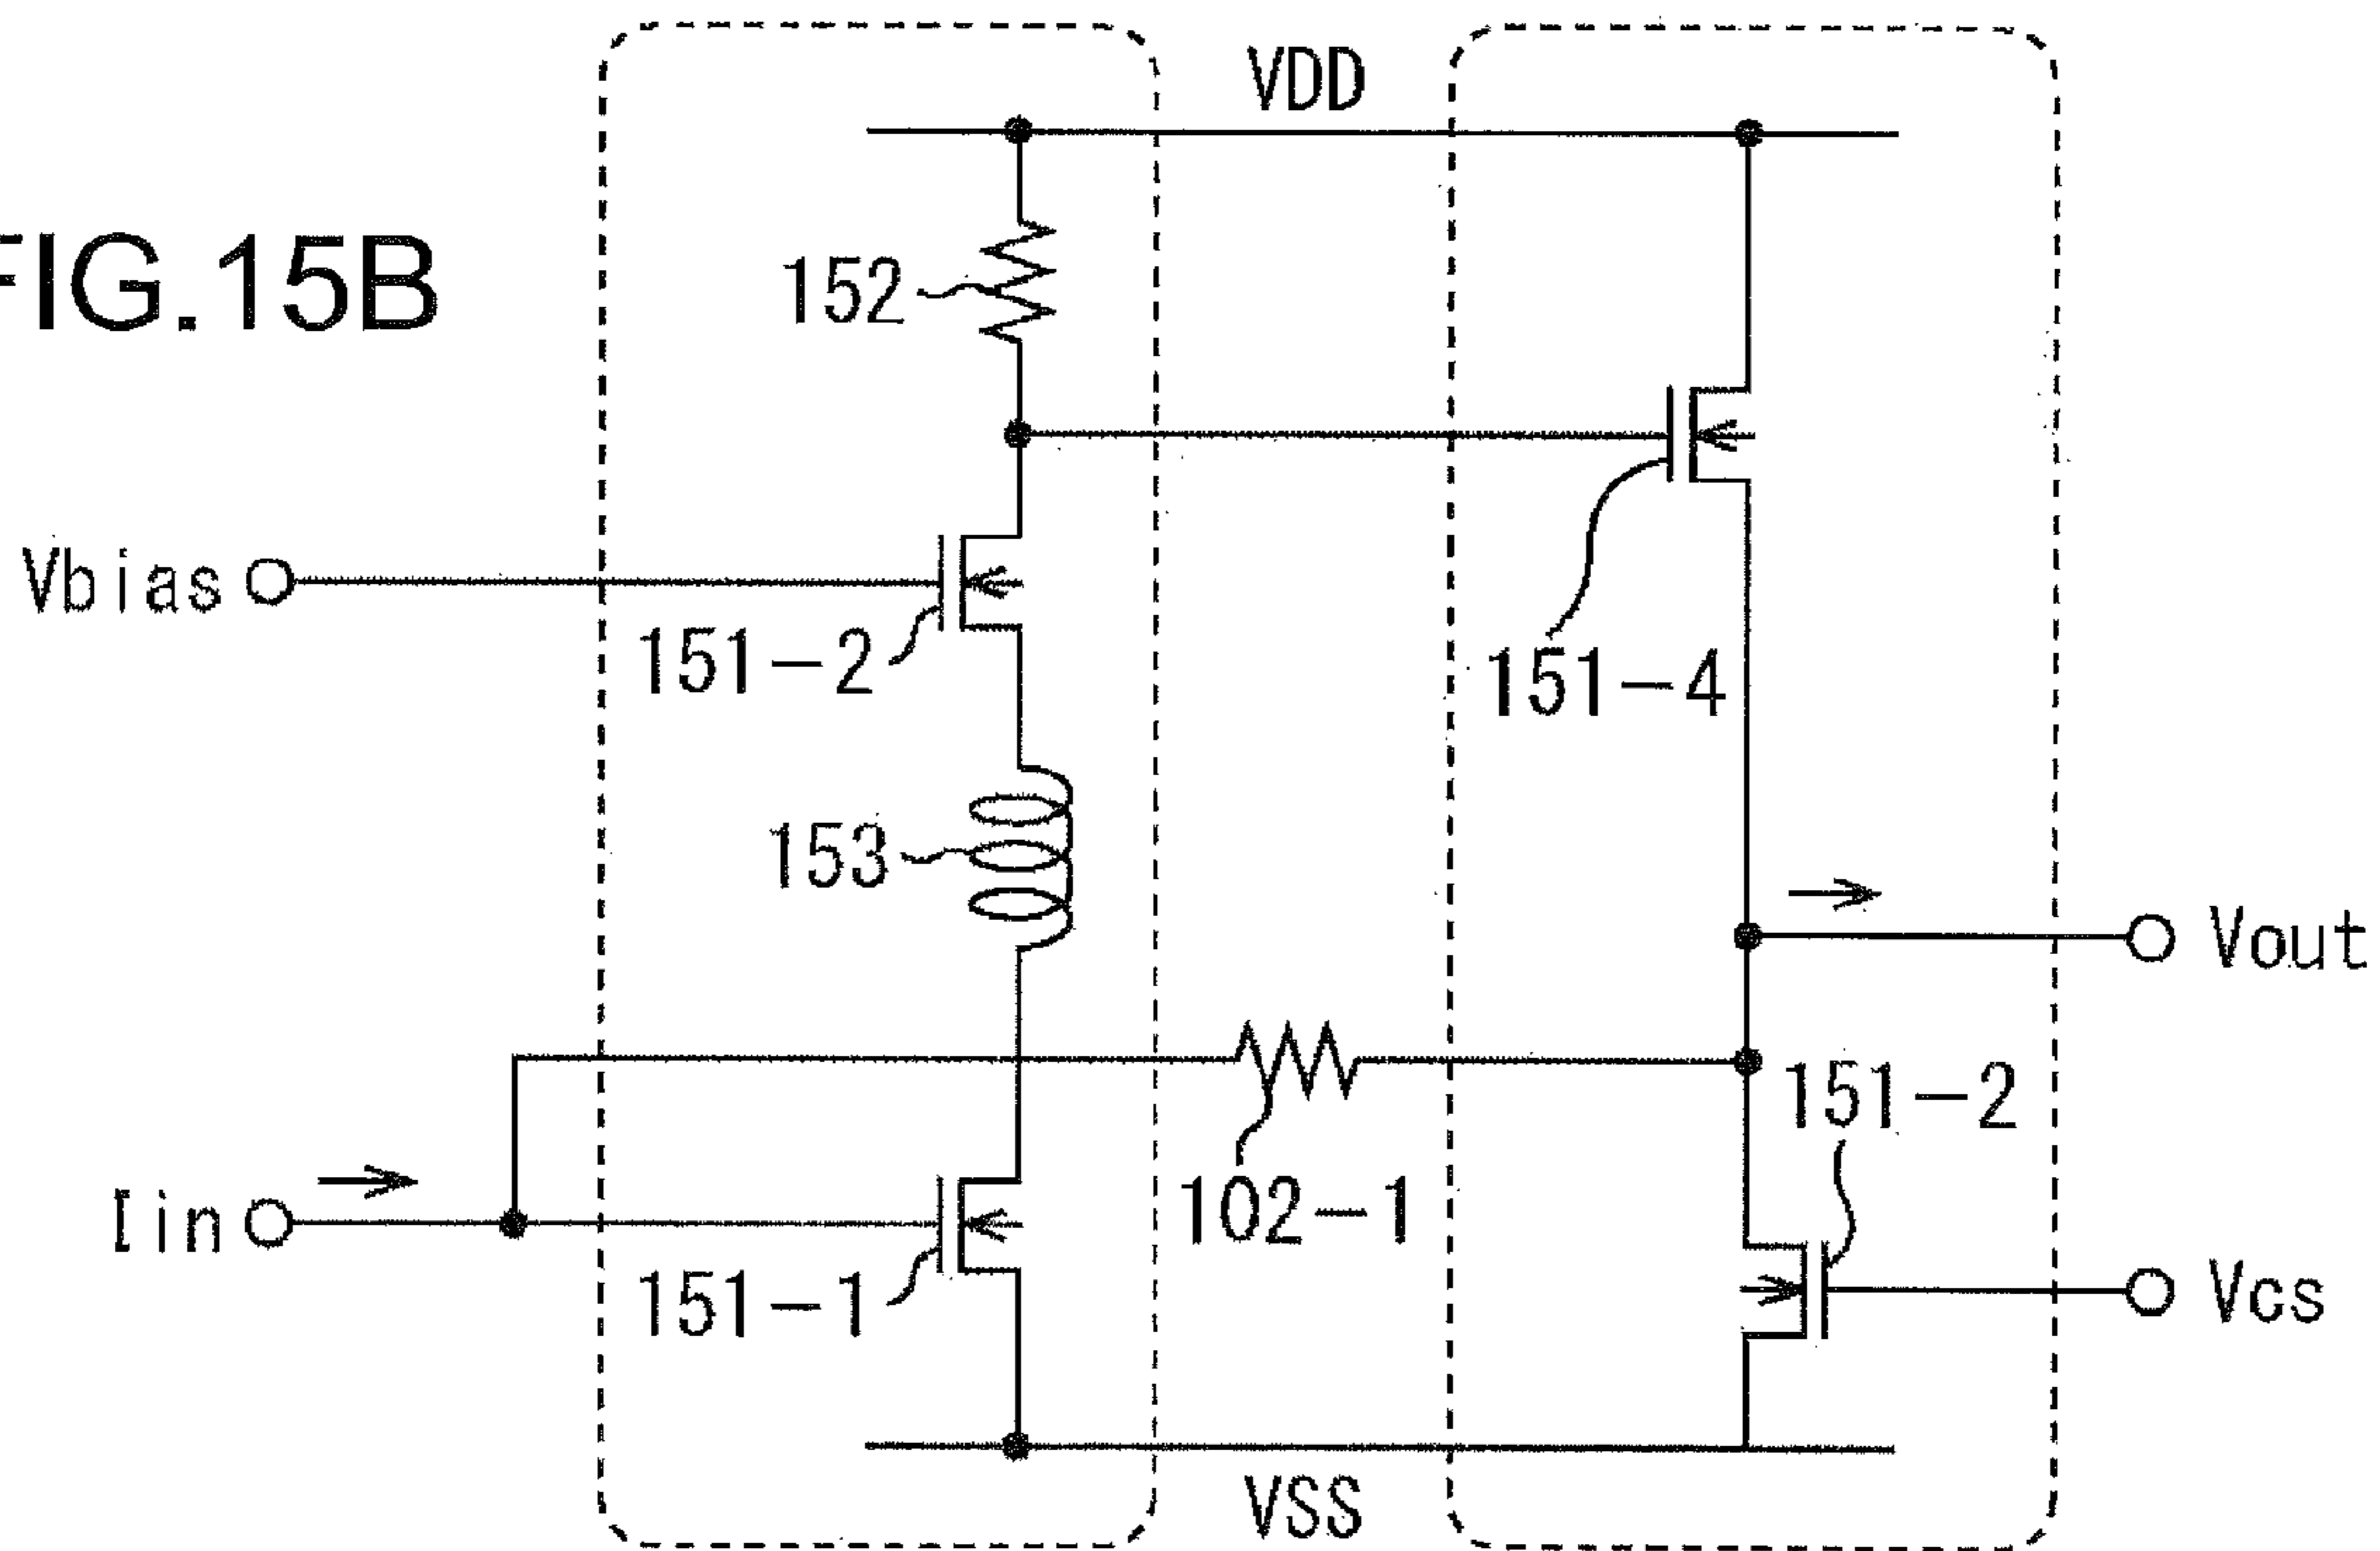 FIG.15B
VDD
152
Vbias
151-2
151-4
153
Vout
151-2
102-1
Iin
151-1
Vcs
VSS